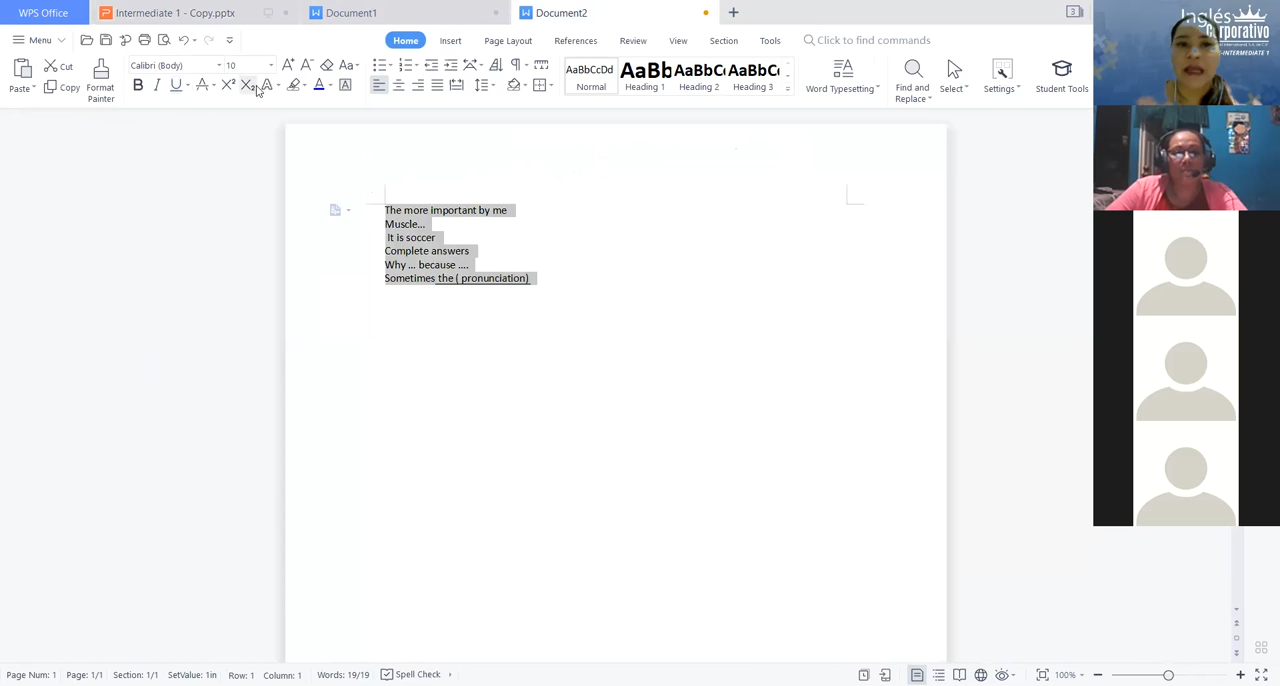 WPS Office
Intermediate 1 - Copy.pptx
Document1
Document2
Menu
Home
Insert
Page Layout
References
Review
View
Section
Tools
Click to find commands
Paste
Cut
Copy
Format Painter
Calibri (Body)
10
AaBbCcDd
Normal
AaBb
Heading 1
AaBbC
Heading 2
AaBbC
Heading 3
Word Typesetting
Find and Replace
Select
Settings
Student Tools
Inglés
Corporativo
INTERMEDIATE 1
The more important by me
Muscle...
It is soccer
Complete answers
Why ... because ....
Sometimes the ( pronunciation)
Page Num: 1
Page: 1/1
Section: 1/1
SetValue: 1in
Row: 1
Column: 1
Words: 19/19
Spell Check
100%